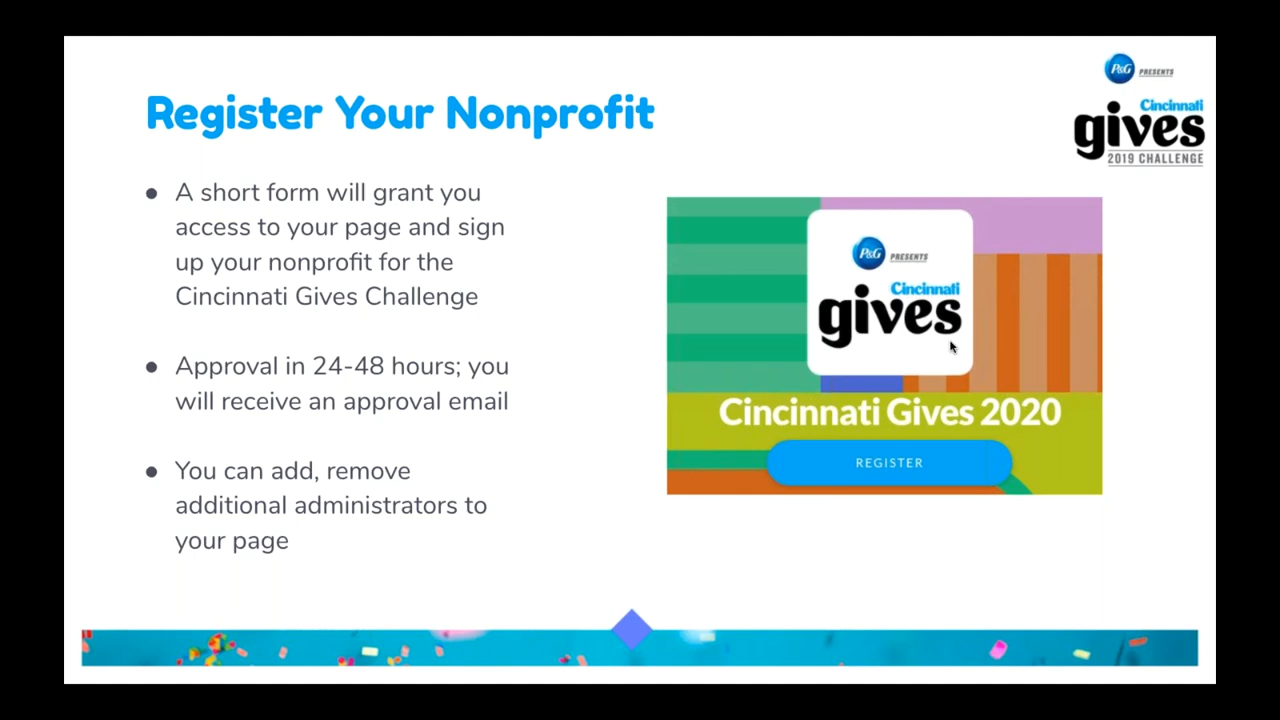 P&G PRESENTS
Cincinnati
gives
2019 CHALLENGE
Register Your Nonprofit
● A short form will grant you
access to your page and sign
up your nonprofit for the
Cincinnati Gives Challenge
● Approval in 24-48 hours; you
will receive an approval email
● You can add, remove
additional administrators to
your page
P&G PRESENTS
Cincinnati
gives
Cincinnati Gives 2020
REGISTER